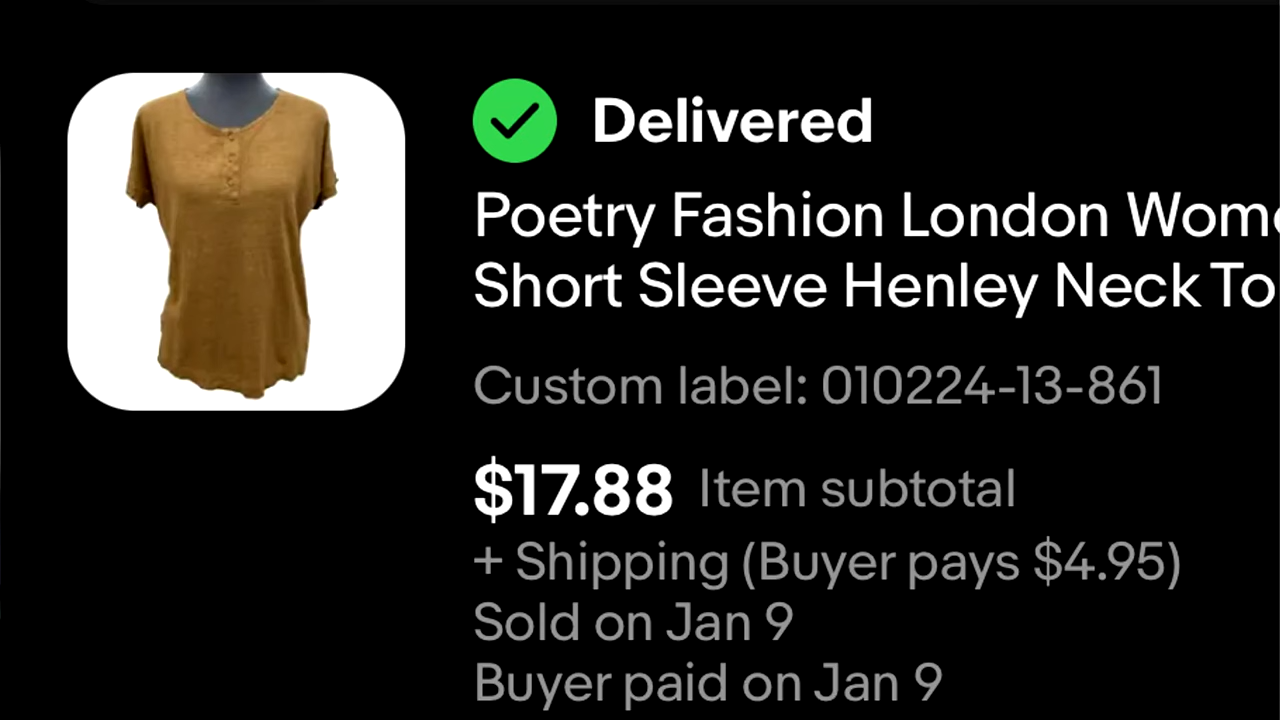 Delivered
Poetry Fashion London
Short Sleeve Henley Neck
Custom label: 010224-13-861
$17.88 Item subtotal
+ Shipping (Buyer pays $4.95)
Sold on Jan 9
Buyer paid on Jan 9